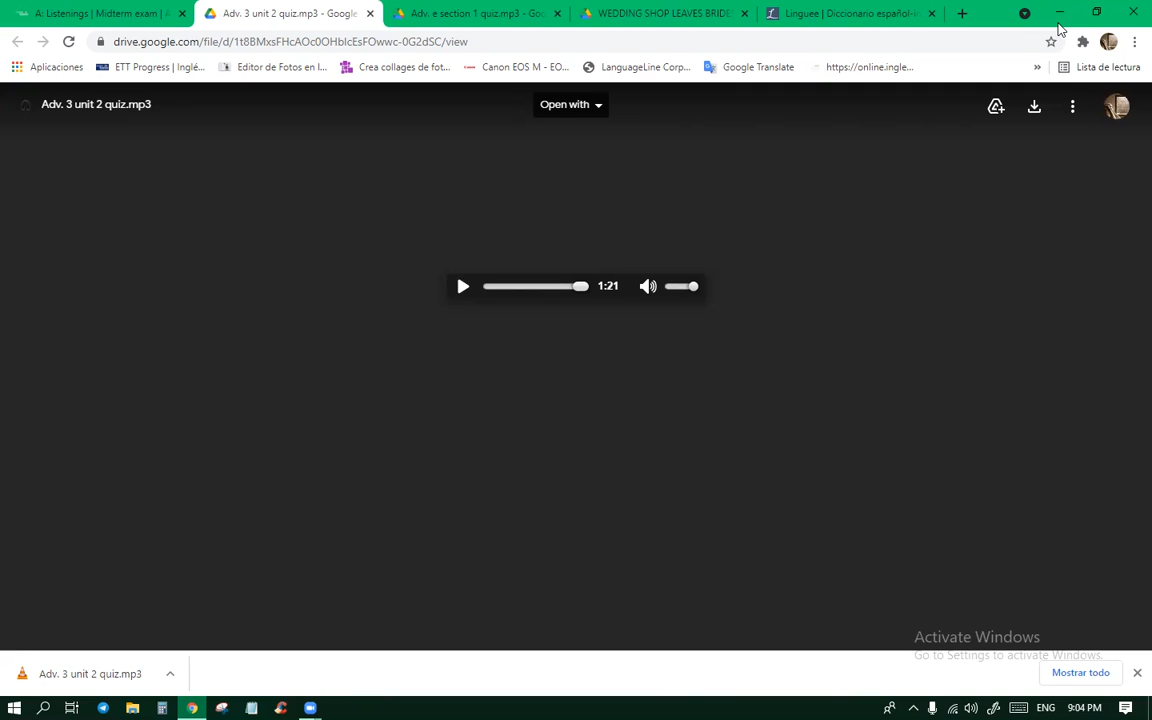 A: Listenings | Midterm exam | A
Adv. 3 unit 2 quiz.mp3 - Google
Adv. e section 1 quiz.mp3 - Goo
WEDDING SHOP LEAVES BRIDES
Linguee | Diccionario español-in
drive.google.com/file/d/1t8BMxsFHcAOc0OHbIcEsFOwwc-0G2dSC/view
Aplicaciones
ETT Progress | Inglé...
Editor de Fotos en l...
Crea collages de fot...
Canon EOS M - EO...
LanguageLine Corp...
Google Translate
https://online.ingle...
»
Lista de lectura
Adv. 3 unit 2 quiz.mp3
Open with
1:21
Activate Windows
Go to Settings to activate Windows.
Adv. 3 unit 2 quiz.mp3
Mostrar todo
ENG
9:04 PM